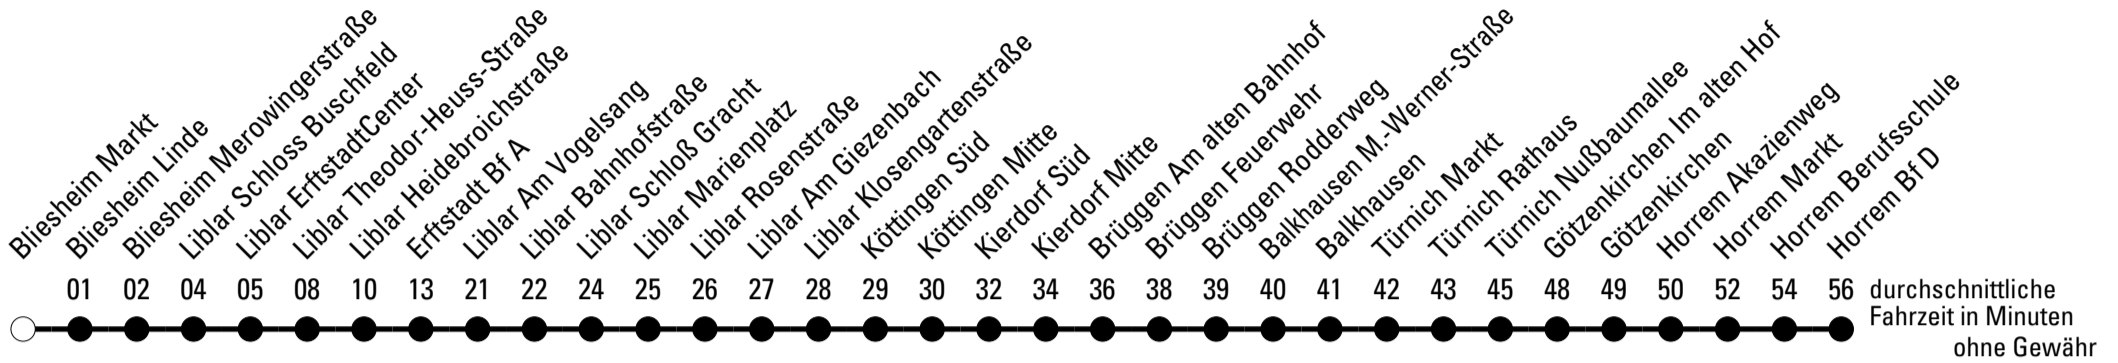 Bliesheim Markt
Bliesheim Linde
Bliesheim Merowingerstraße
Liblar Schloss Buschfeld
Liblar ErftstadtCenter
Liblar Theodor-Heuss-Straße
Liblar Heidebroichstraße
Erftstadt Bf A
Liblar Am Vogelsang
Liblar Bahnhofstraße
Liblar Schloß Gracht
Liblar Marienplatz
Liblar Rosenstraße
Liblar Am Giezenbach
Liblar Klosengartenstraße
Köttingen Süd
Köttingen Mitte
Kierdorf Süd
Kierdorf Mitte
Brüggen Am alten Bahnhof
Brüggen Feuerwehr
Brüggen Rodderweg
Balkhausen M.-Werner-Straße
Balkhausen
Türnich Markt
Türnich Rathaus
Türnich Nußbaumallee
Götzenkirchen Im alten Hof
Götzenkirchen
Horrem Akazienweg
Horrem Markt
Horrem Berufsschule
Horrem Bf D
01 02 04 05 08 10 13 21 22 24 25 26 27 28 29 30 32 34 36 38 39 40 41 42 43 45 48 49 50 52 54 56
durchschnittliche
Fahrzeit in Minuten
ohne Gewähr